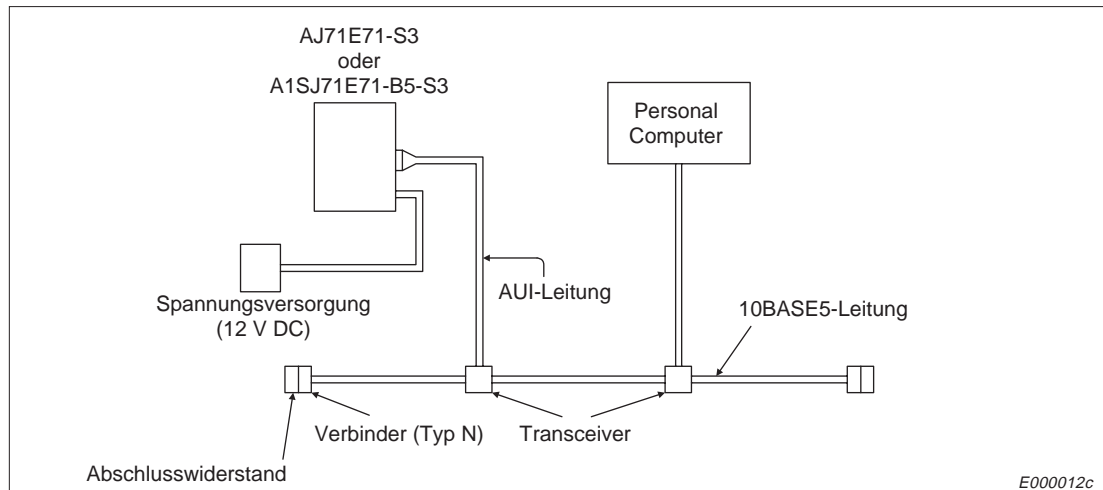 AJ71E71-S3
oder
A1SJ71E71-B5-S3
Personal
Computer
Spannungsversorgung
(12 V DC)
AUI-Leitung
10BASE5-Leitung
Verbinder (Typ N)
Transceiver
Abschlusswiderstand
E000012c